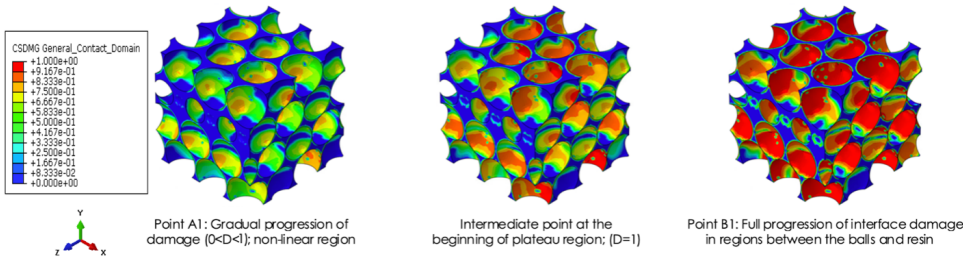 CSDMG General_Contact_Domain
+1.000e+00
+9.167e-01
+8.333e-01
+7.500e-01
+6.667e-01
+5.833e-01
+5.000e-01
+4.167e-01
+3.333e-01
+2.500e-01
+1.667e-01
+8.333e-02
+0.000e+00
Y
Z
X
Point A1: Gradual progression of
damage (0<D<1); non-linear region
Intermediate point at the
beginning of plateau region; (D=1)
Point B1: Full progression of interface damage
in regions between the balls and resin